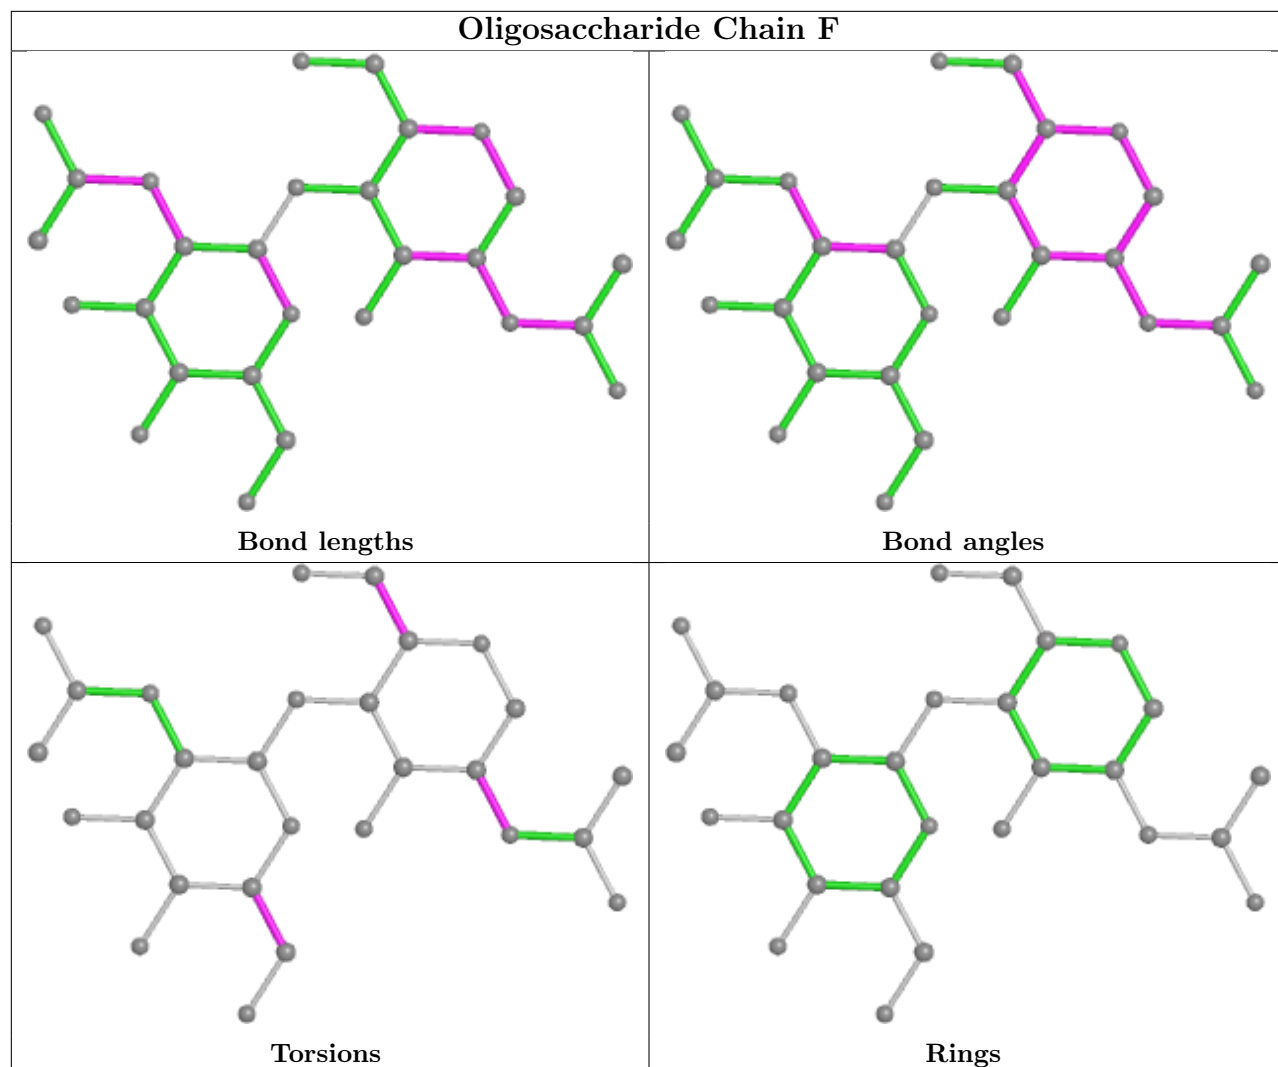 Oligosaccharide Chain F
Bond lengths
Bond angles
Torsions
Rings